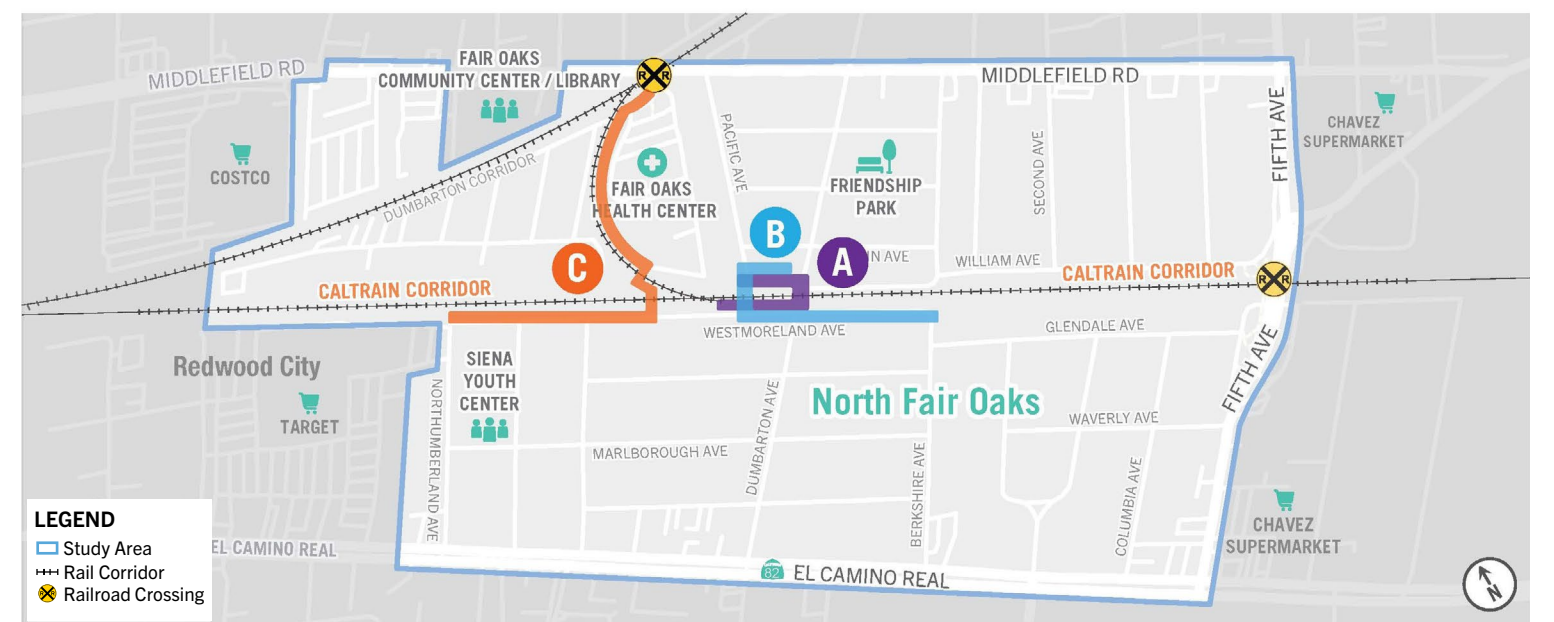 MIDDLEFIELD RD
FAIR OAKS
COMMUNITY CENTER / LIBRARY
R R
MIDDLEFIELD RD
FIFTH AVE
CHAVEZ
SUPERMARKET
COSTCO
DUMBARTON CORRIDOR
PACIFIC AVE
FRIENDSHIP
PARK
SECOND AVE
FAIR OAKS
HEALTH CENTER
B
A
C
IN AVE
WILLIAM AVE
CALTRAIN CORRIDOR
CALTRAIN CORRIDOR
R R
WESTMORELAND AVE
GLENDALE AVE
Redwood City
SIENA
YOUTH
CENTER
TARGET
NORTHUMBERLAND AVE
North Fair Oaks
FIFTH AVE
WAVERLY AVE
MARLBOROUGH AVE
DUMBARTON AVE
BERKSHIRE AVE
COLUMBIA AVE
CHAVEZ
SUPERMARKET
EL CAMINO REAL
82 EL CAMINO REAL
LEGEND
Study Area
Rail Corridor
R R Railroad Crossing
N